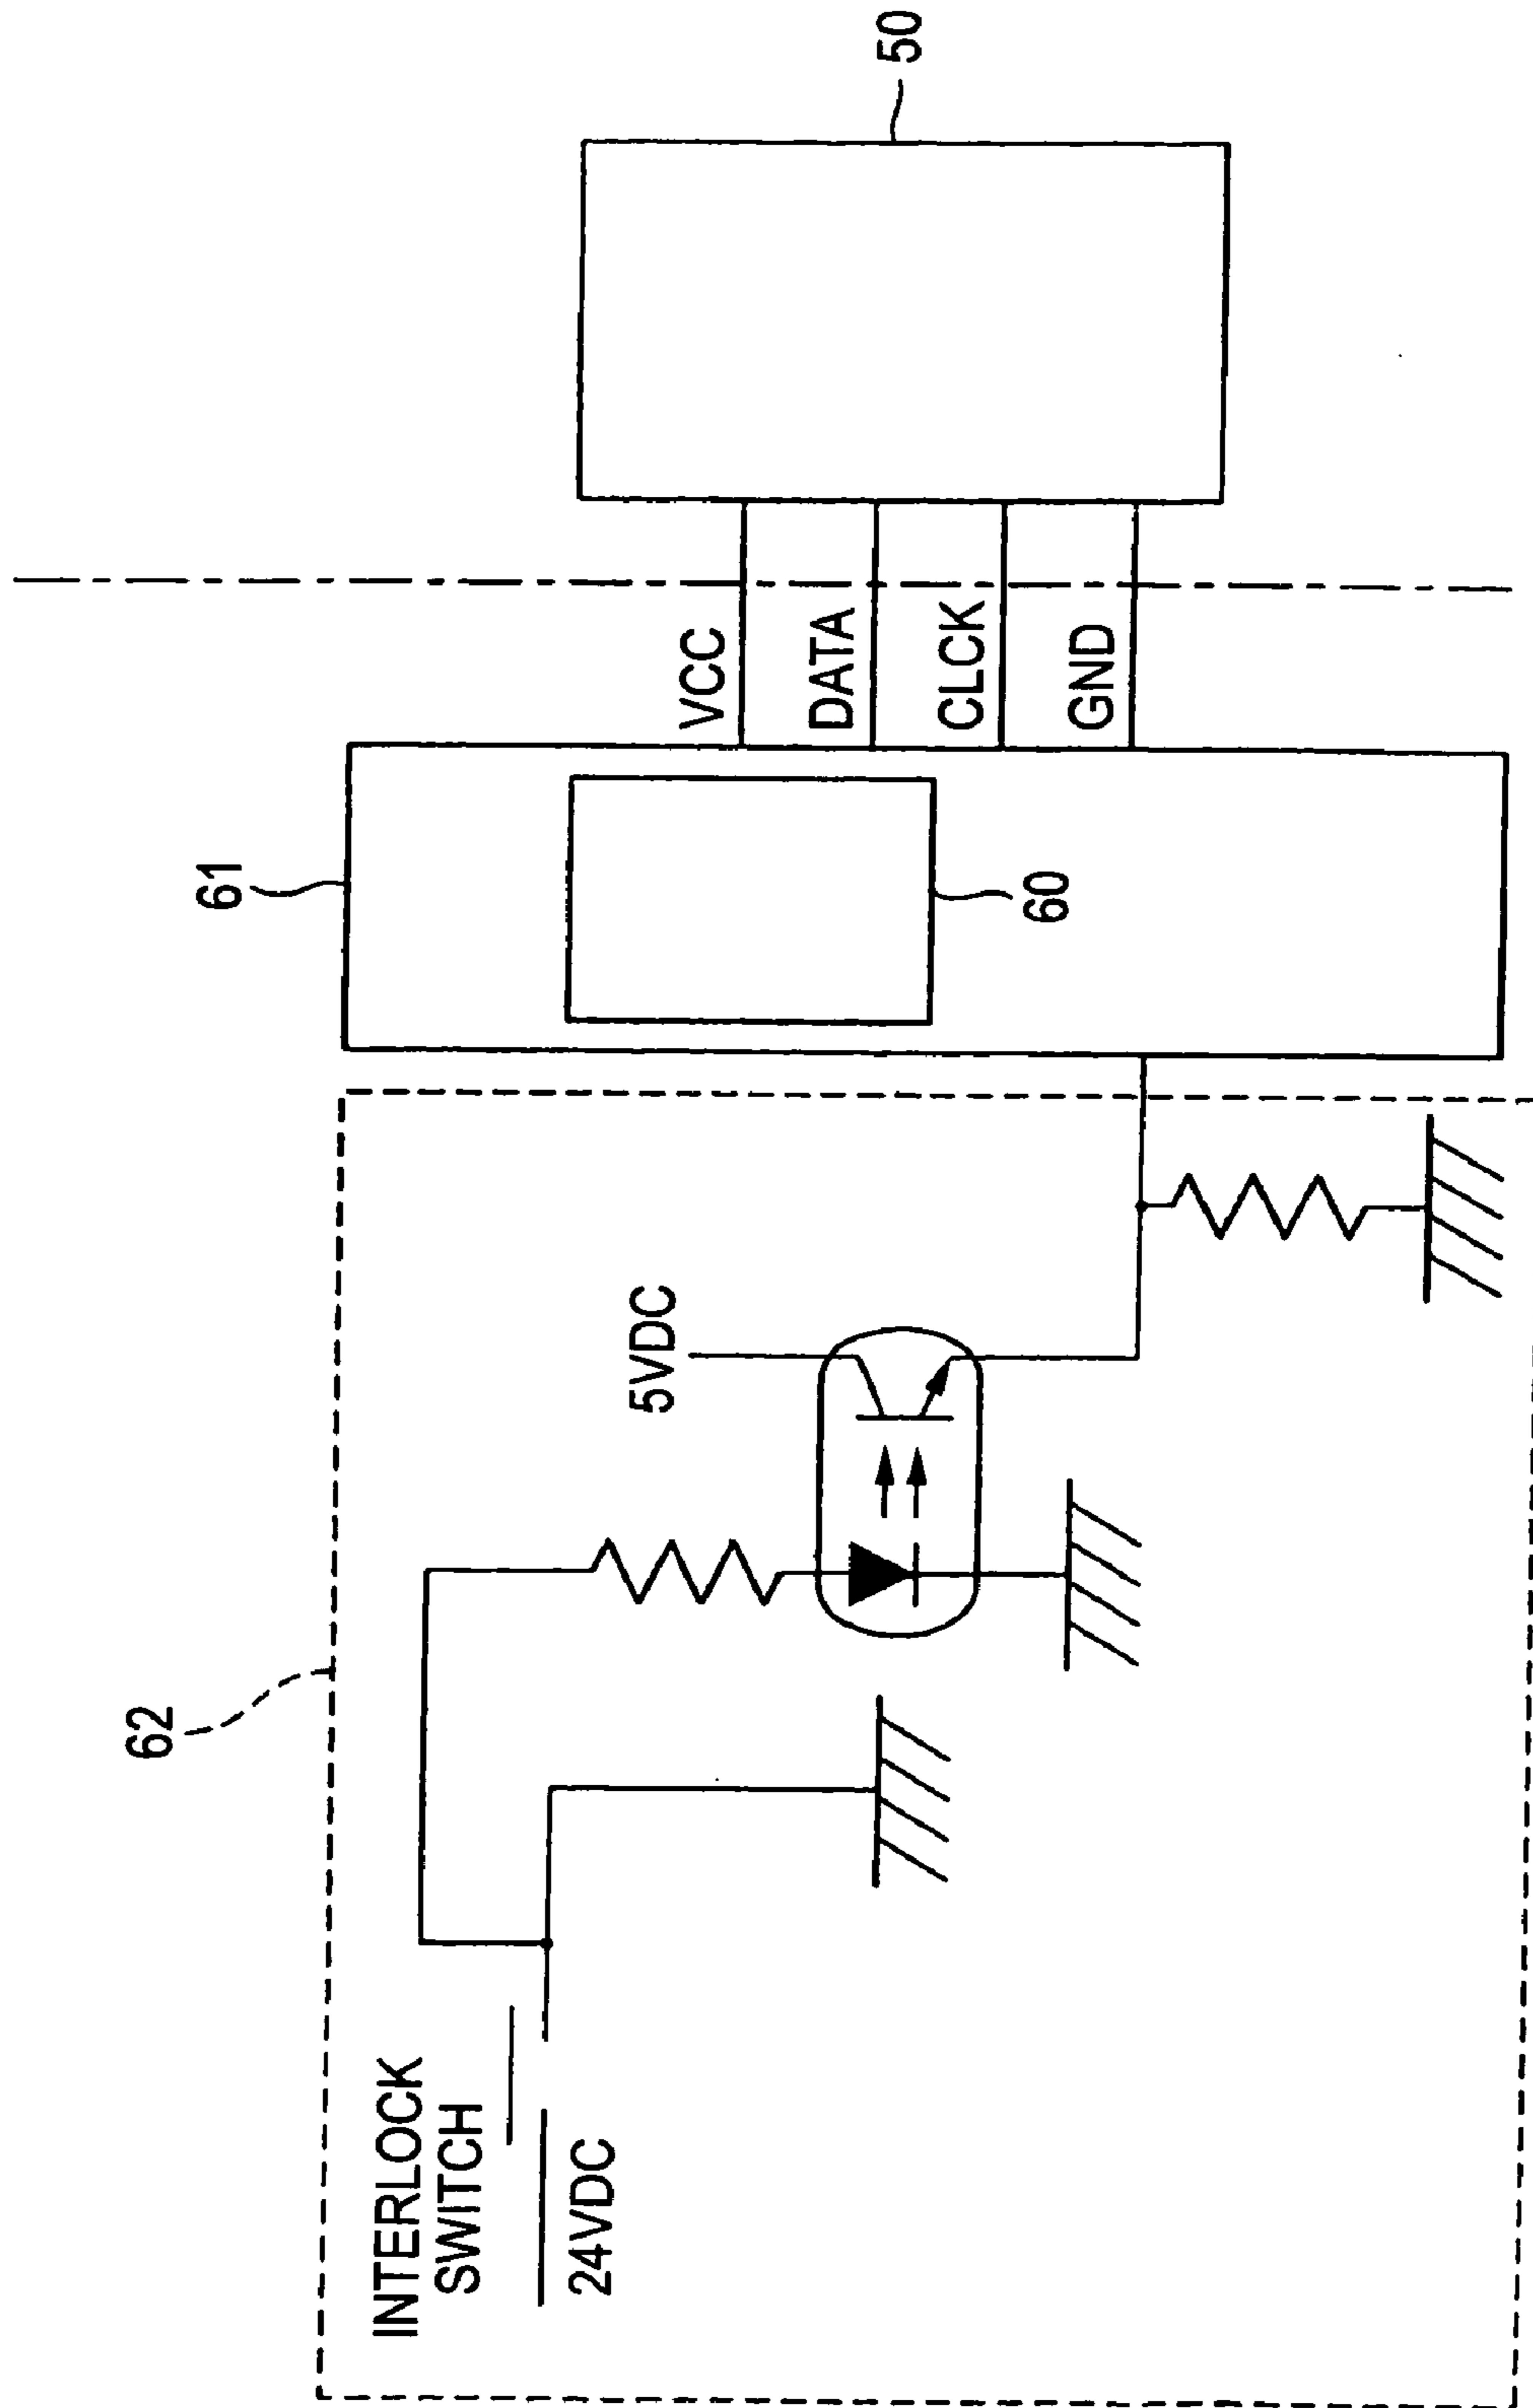 62
INTERLOCK
SWITCH
24VDC
5VDC
61
60
VCC
DATA
CLCK
GND
50